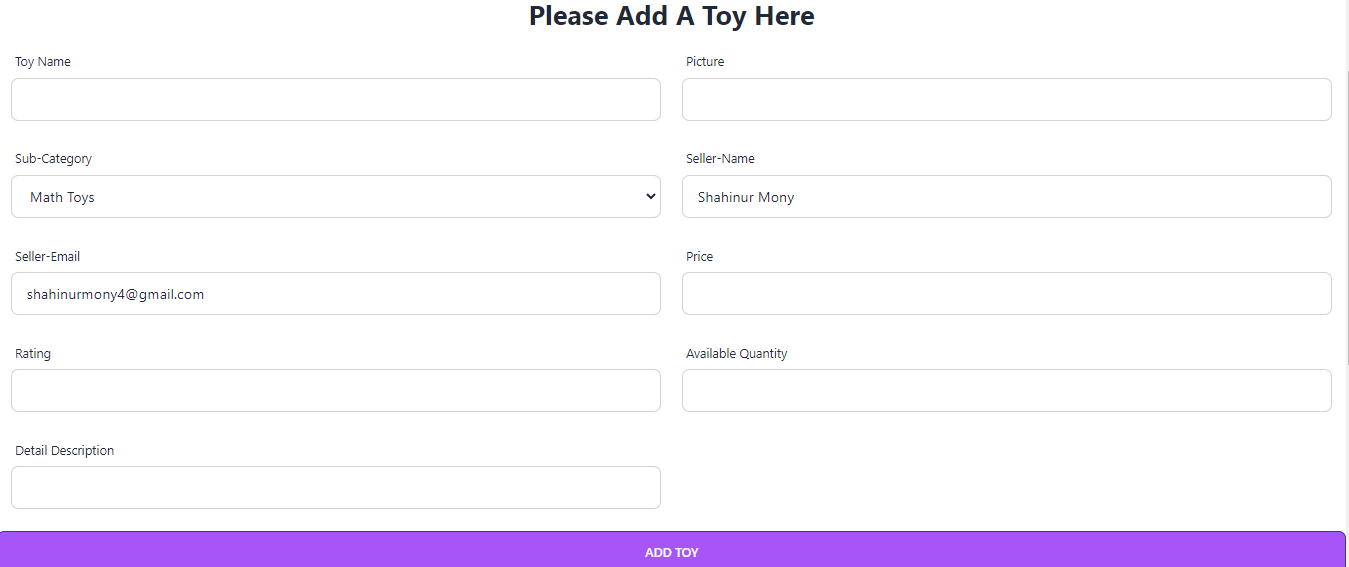 Please Add A Toy Here
Toy Name
Picture
Sub-Category
Seller-Name
Math Toys
Shahinur Mony
Seller-Email
Price
shahinurmony4@gmail.com
Rating
Available Quantity
Detail Description
ADD TOY